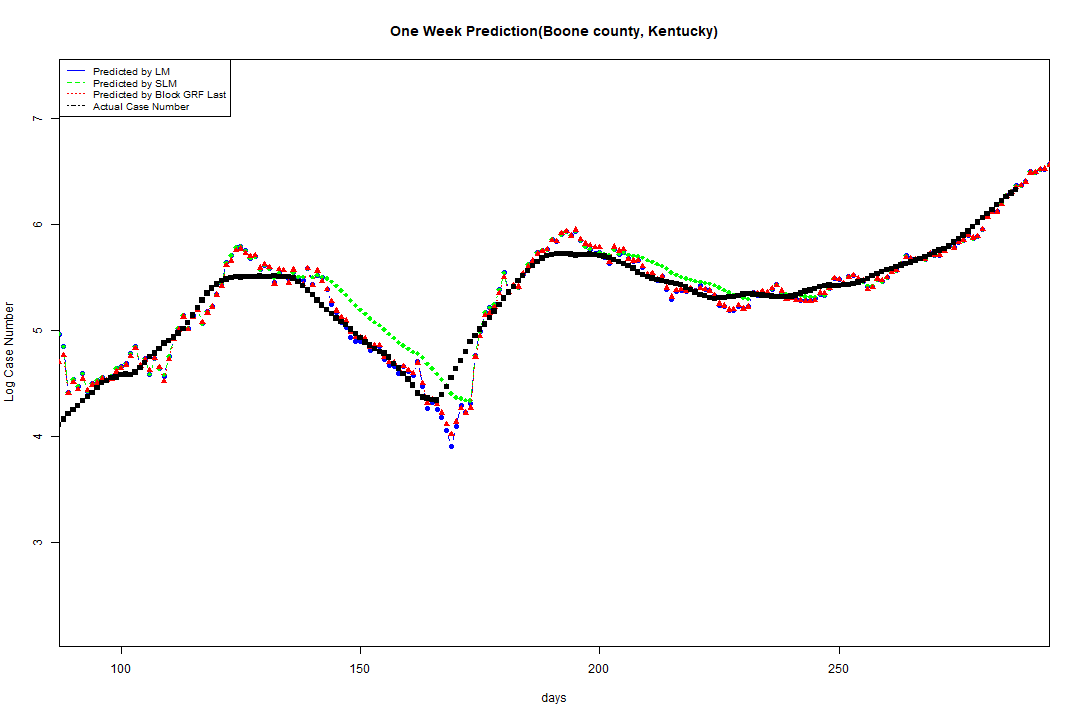 One Week Prediction(Boone county, Kentucky)
Predicted by LM
Predicted by SLM
Predicted by Block GRF Last
Actual Case Number
7
6
5
4
3
Log Case Number
100 150 200 250
days